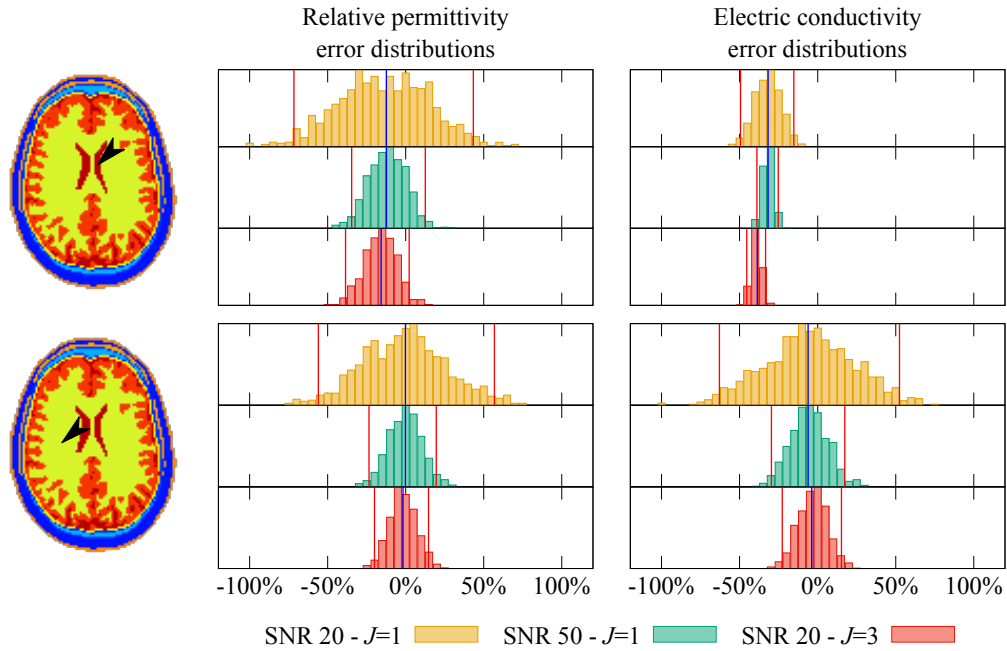 Relative permittivity
error distributions
Electric conductivity
error distributions
-100% -50% 0% 50% 100%
-100% -50% 0% 50% 100%
SNR 20 - J=1 SNR 50 - J=1 SNR 20 - J=3